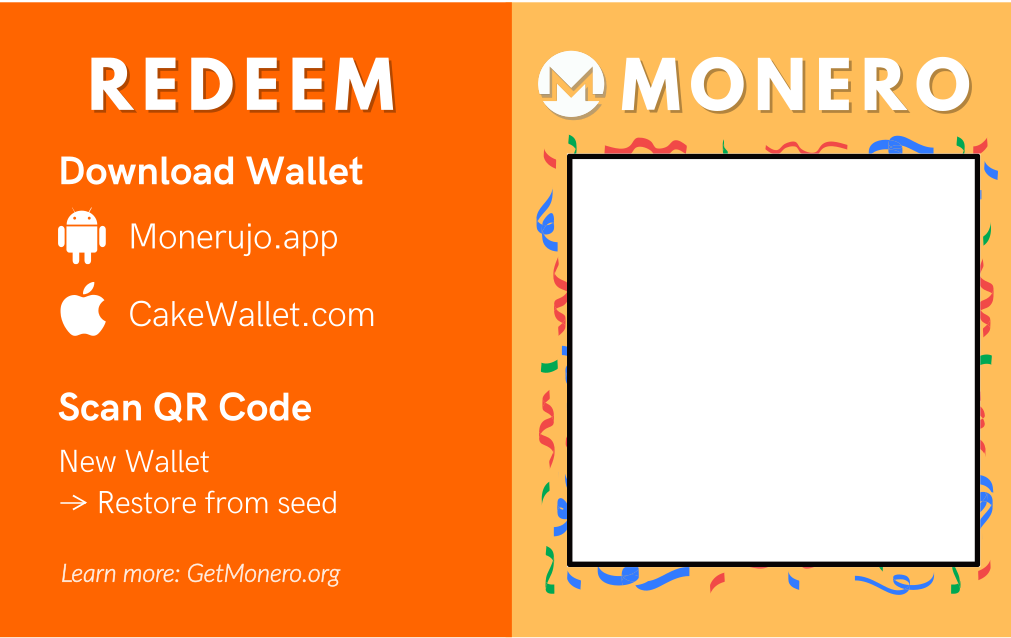 REDEEM
Download Wallet
Monerujo.app
CakeWallet.com
Scan QR Code
New Wallet
→ Restore from seed
Learn more: GetMonero.org
MONERO